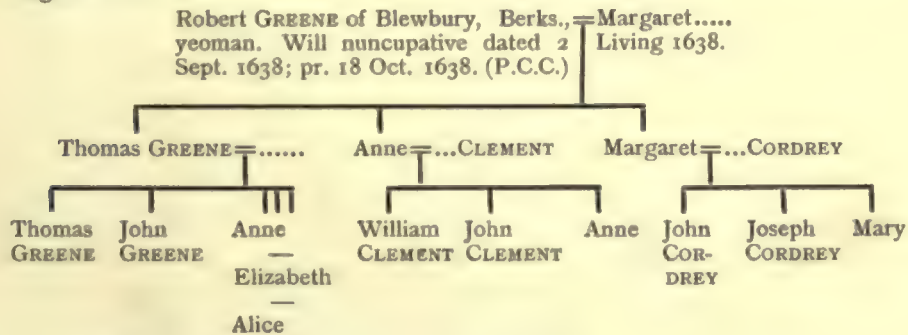 Robert GREENE of Blewbury, Berks.,=Margaret.....
yeoman. Will nuncupative dated 2 Living 1638.
Sept. 1638; pr. 18 Oct. 1638. (P.C.C.)
Thomas GREENE=...... Anne=...CLEMENT Margaret=...CORDREY
Thomas John Anne William John Anne John Joseph Mary
GREENE GREENE — CLEMENT CLEMENT COR- CORDREY
Elizabeth DREY
—
Alice